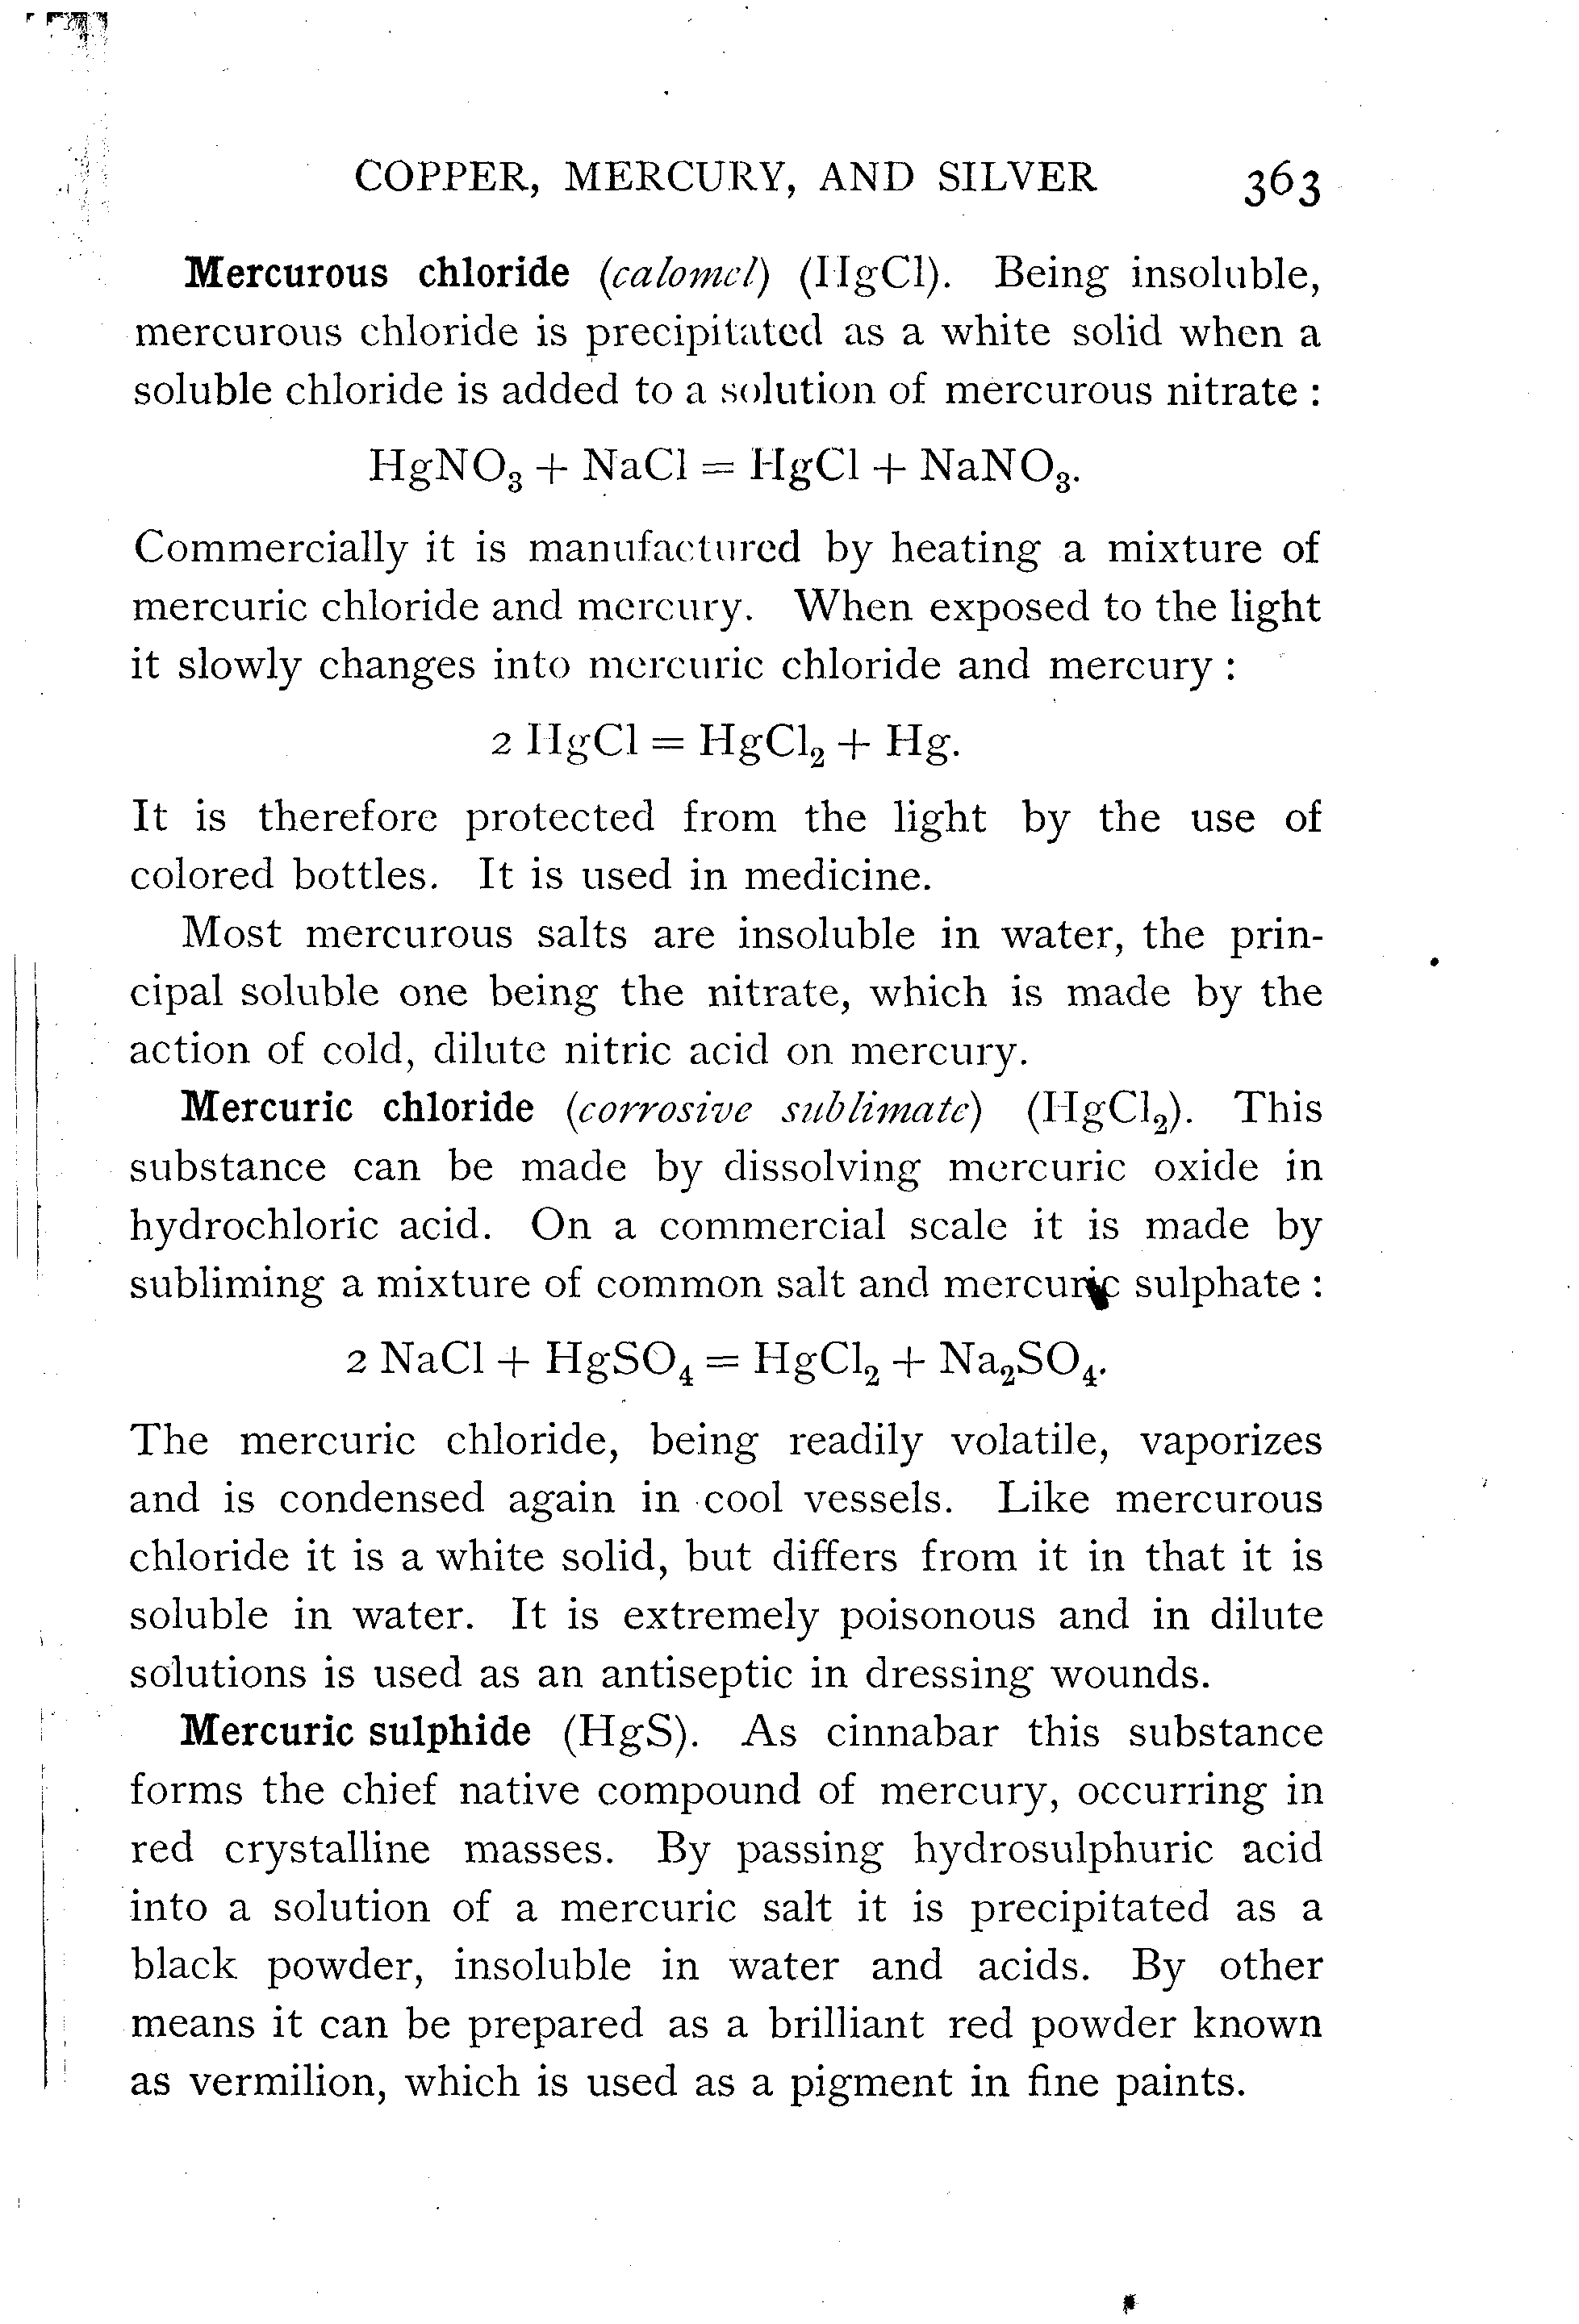 COPPER, MERCURY, AND SILVER 363
Mercurous chloride (calomel) (HgCl). Being insoluble,
mercurous chloride is precipitated as a white solid when a
soluble chloride is added to a solution of mercurous nitrate :
HgNO₃ + NaCl = HgCl + NaNO₃.
Commercially it is manufactured by heating a mixture of
mercuric chloride and mercury. When exposed to the light
it slowly changes into mercuric chloride and mercury :
2 HgCl = HgCl₂ + Hg.
It is therefore protected from the light by the use of
colored bottles. It is used in medicine.
Most mercurous salts are insoluble in water, the prin-
cipal soluble one being the nitrate, which is made by the
action of cold, dilute nitric acid on mercury.
Mercuric chloride (corrosive sublimate) (HgCl₂). This
substance can be made by dissolving mercuric oxide in
hydrochloric acid. On a commercial scale it is made by
subliming a mixture of common salt and mercuric sulphate :
2 NaCl + HgSO₄ = HgCl₂ + Na₂SO₄.
The mercuric chloride, being readily volatile, vaporizes
and is condensed again in cool vessels. Like mercurous
chloride it is a white solid, but differs from it in that it is
soluble in water. It is extremely poisonous and in dilute
solutions is used as an antiseptic in dressing wounds.
Mercuric sulphide (HgS). As cinnabar this substance
forms the chief native compound of mercury, occurring in
red crystalline masses. By passing hydrosulphuric acid
into a solution of a mercuric salt it is precipitated as a
black powder, insoluble in water and acids. By other
means it can be prepared as a brilliant red powder known
as vermilion, which is used as a pigment in fine paints.